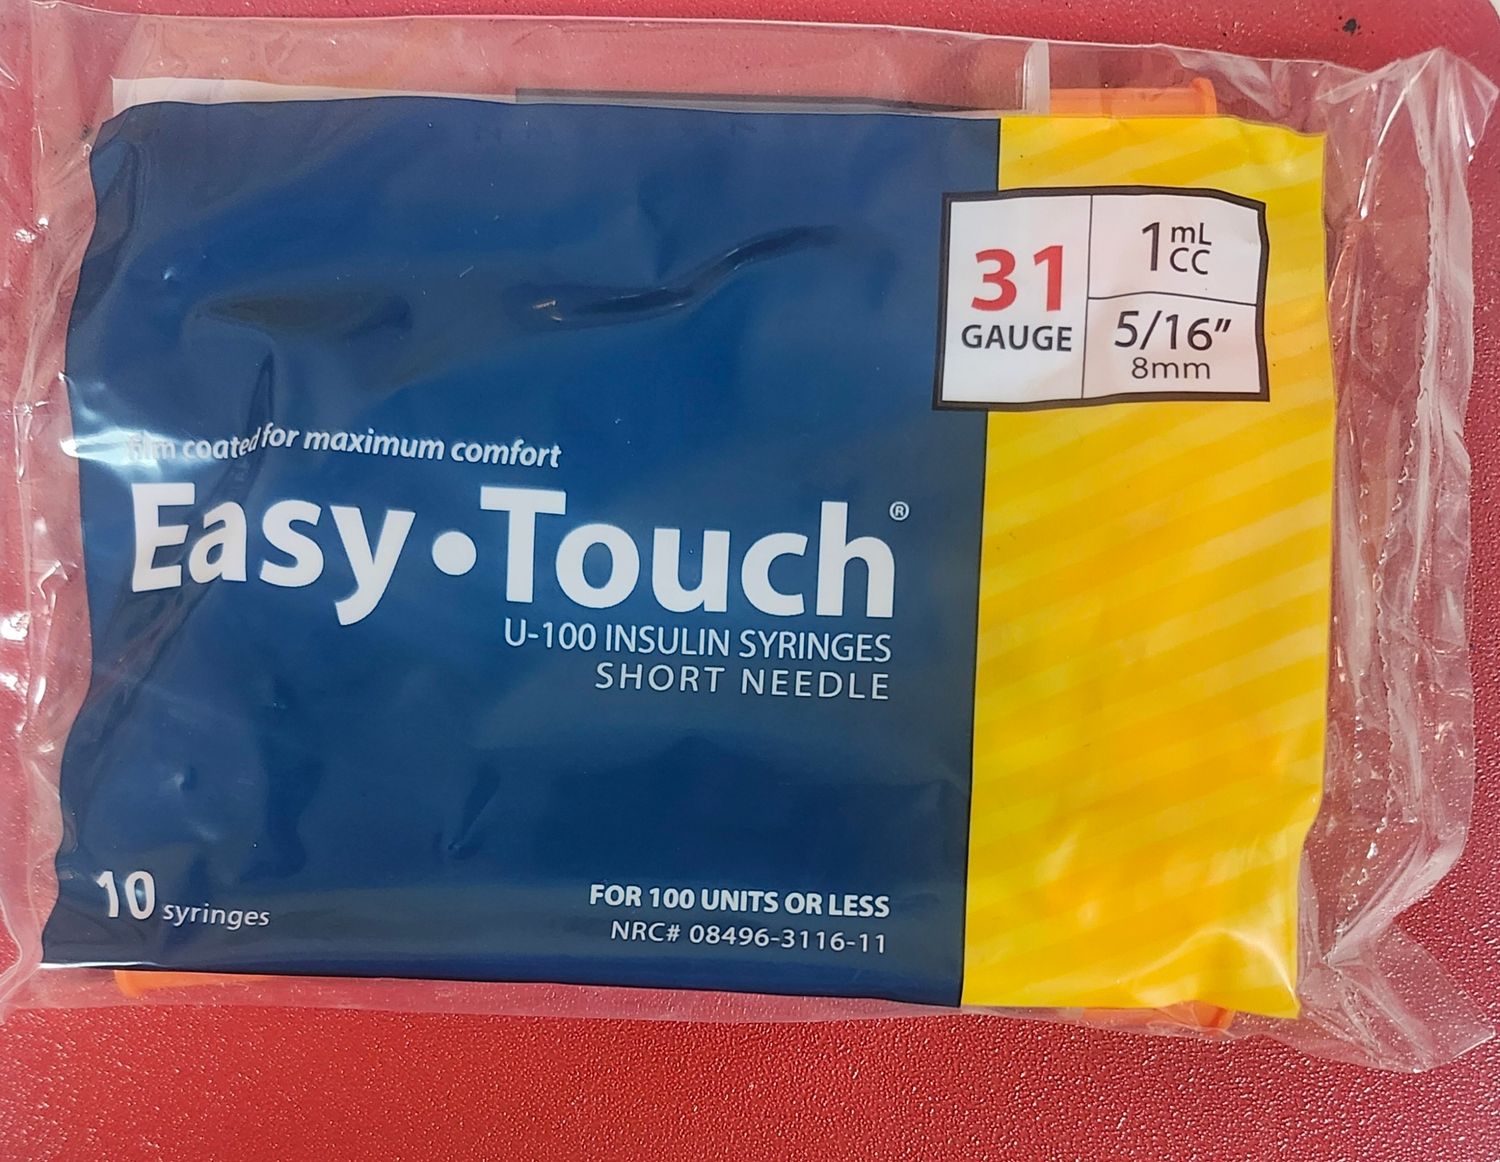 31
GAUGE
1 mL
CC
5/16”
8mm
film coated for maximum comfort
Easy•Touch®
U-100 INSULIN SYRINGES
SHORT NEEDLE
10 syringes
FOR 100 UNITS OR LESS
NRC# 08496-3116-11